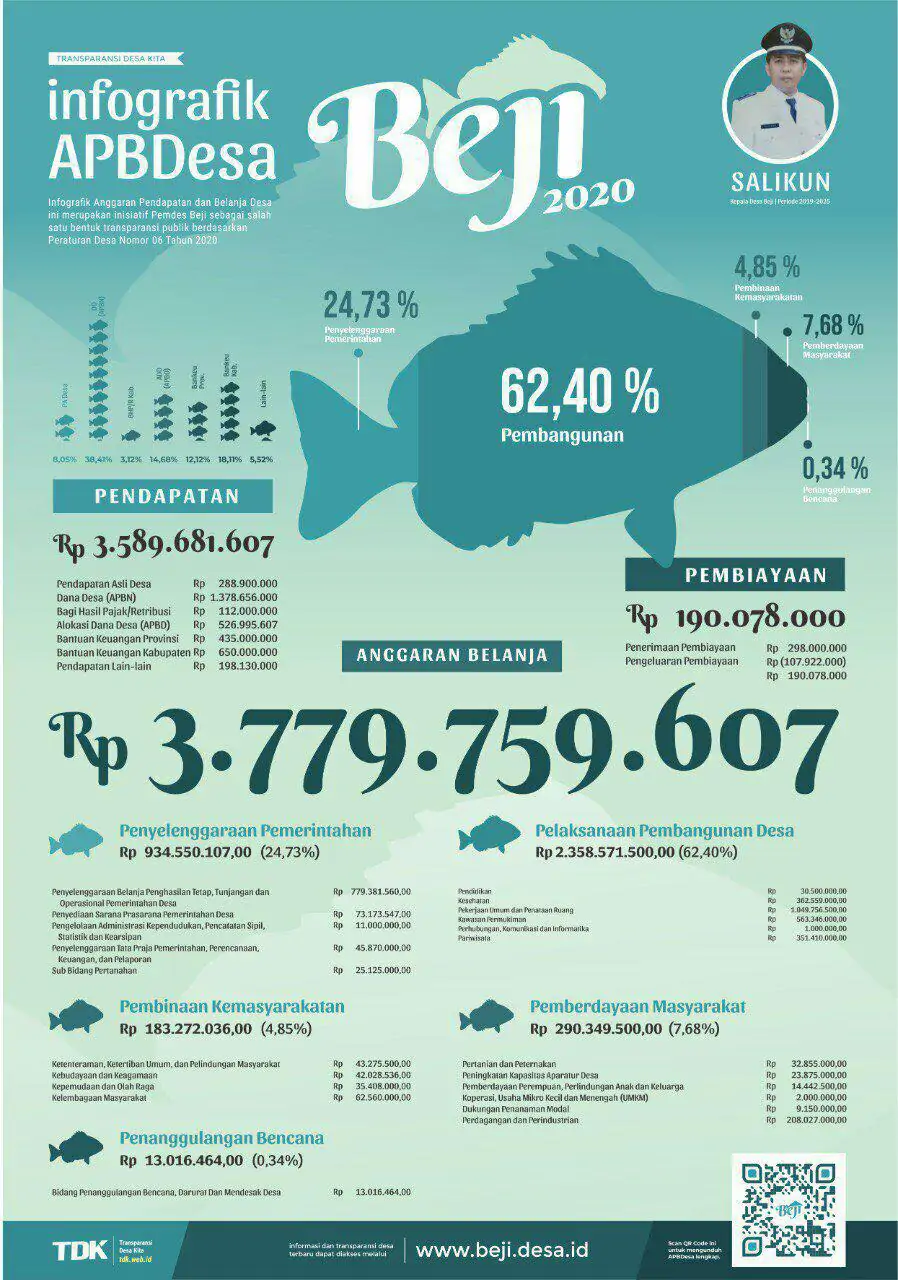 TRANSPARANSI DESA KITA
infografik
APBDesa
Infografik Anggaran Pendapatan dan Belanja Desa
ini merupakan inisiatif Pemdes Beji sebagai salah
satu bentuk transparansi publik berdasarkan
Peraturan Desa Nomor 06 Tahun 2020
Beji
2020
SALIKUN
Kepala Desa Beji | Periode 2019-2025
24,73 %
Penyelenggaraan
Pemerintahan
62,40 %
Pembangunan
4,85 %
Pembinaan
Kemasyarakatan
7,68 %
Pemberdayaan
Masyarakat
0,34 %
Penanggulangan
Bencana
PA Desa
DD (APBN)
BHP/R Kab.
ADD (APBD)
Bankeu Prov.
Bankeu Kab.
Lain-lain
8,05% 38,41% 3,12% 14,68% 12,12% 18,11% 5,52%
PENDAPATAN
Rp 3.589.681.607
Pendapatan Asli Desa Rp 288.900.000
Dana Desa (APBN) Rp 1.378.656.000
Bagi Hasil Pajak/Retribusi Rp 112.000.000
Alokasi Dana Desa (APBD) Rp 526.995.607
Bantuan Keuangan Provinsi Rp 435.000.000
Bantuan Keuangan Kabupaten Rp 650.000.000
Pendapatan Lain-lain Rp 198.130.000
PEMBIAYAAN
Rp 190.078.000
Penerimaan Pembiayaan Rp 298.000.000
Pengeluaran Pembiayaan Rp (107.922.000)
Rp 190.078.000
ANGGARAN BELANJA
Rp 3.779.759.607
Penyelenggaraan Pemerintahan
Rp 934.550.107,00 (24,73%)
Penyelenggaraan Belanja Penghasilan Tetap, Tunjangan dan Rp 779.381.560,00
Operasional Pemerintahan Desa
Penyediaan Sarana Prasarana Pemerintahan Desa Rp 73.173.547,00
Pengelolaan Administrasi Kependudukan, Pencatatan Sipil, Rp 11.000.000,00
Statistik dan Kearsipan
Penyelenggaraan Tata Praja Pemerintahan, Perencanaan, Rp 45.870.000,00
Keuangan, dan Pelaporan
Sub Bidang Pertanahan Rp 25.125.000,00
Pelaksanaan Pembangunan Desa
Rp 2.358.571.500,00 (62,40%)
Pendidikan Rp 30.500.000,00
Kesehatan Rp 362.559.000,00
Pekerjaan Umum dan Penataan Ruang Rp 1.049.756.500,00
Kawasan Permukiman Rp 563.346.000,00
Perhubungan, Komunikasi dan Informatika Rp 1.000.000,00
Pariwisata Rp 351.410.000,00
Pembinaan Kemasyarakatan
Rp 183.272.036,00 (4,85%)
Ketenteraman, Ketertiban Umum, dan Pelindungan Masyarakat Rp 43.275.500,00
Kebudayaan dan Keagamaan Rp 42.028.536,00
Kepemudaan dan Olah Raga Rp 35.408.000,00
Kelembagaan Masyarakat Rp 62.560.000,00
Pemberdayaan Masyarakat
Rp 290.349.500,00 (7,68%)
Pertanian dan Peternakan Rp 32.855.000,00
Peningkatan Kapasitas Aparatur Desa Rp 23.875.000,00
Pemberdayaan Perempuan, Perlindungan Anak dan Keluarga Rp 14.442.500,00
Koperasi, Usaha Mikro Kecil dan Menengah (UMKM) Rp 2.000.000,00
Dukungan Penanaman Modal Rp 9.150.000,00
Perdagangan dan Perindustrian Rp 208.027.000,00
Penanggulangan Bencana
Rp 13.016.464,00 (0,34%)
Bidang Penanggulangan Bencana, Darurat Dan Mendesak Desa Rp 13.016.464,00
Beji
TDK
Transparansi
Desa Kita
tdk.web.id
informasi dan transparansi desa
terbaru dapat diakses melalui
www.beji.desa.id
Scan QR Code ini
untuk mengunduh
APBDesa lengkap.